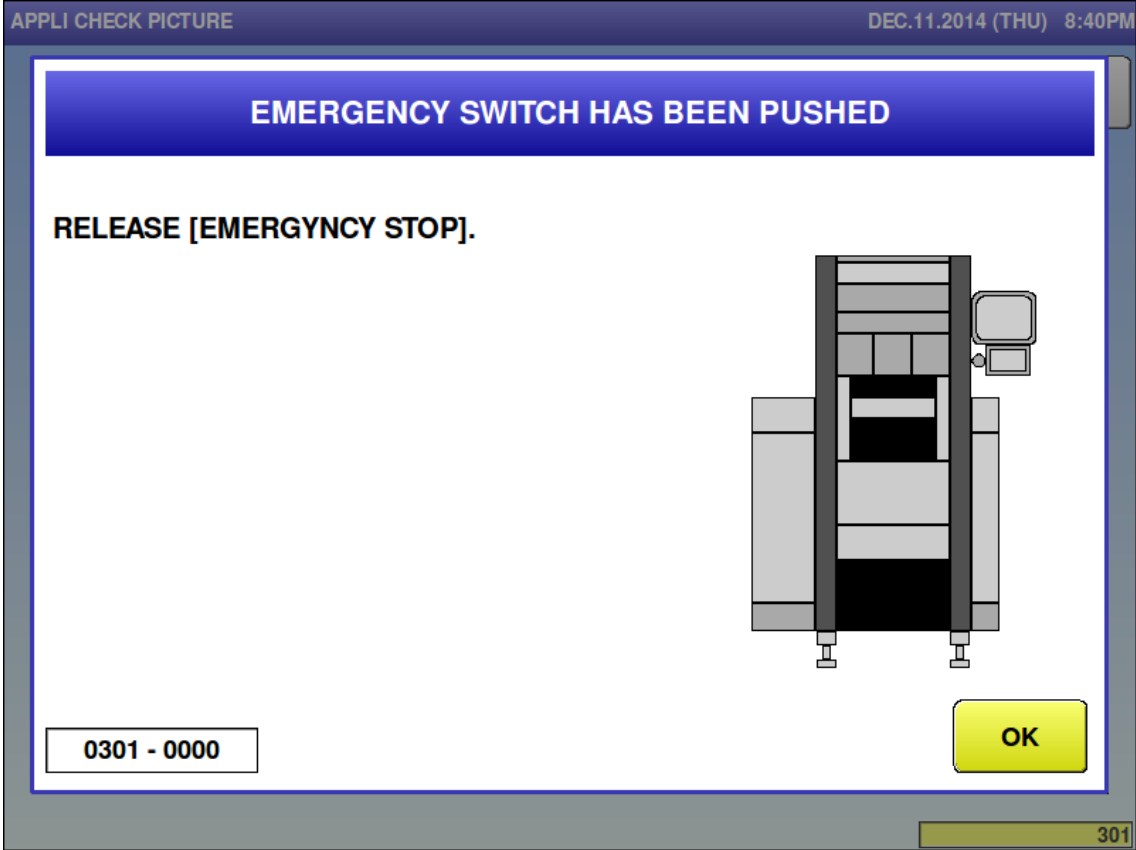 APPLI CHECK PICTURE DEC.11.2014 (THU) 8:40PM
EMERGENCY SWITCH HAS BEEN PUSHED
RELEASE [EMERGYNCY STOP].
0301 - 0000
OK
301